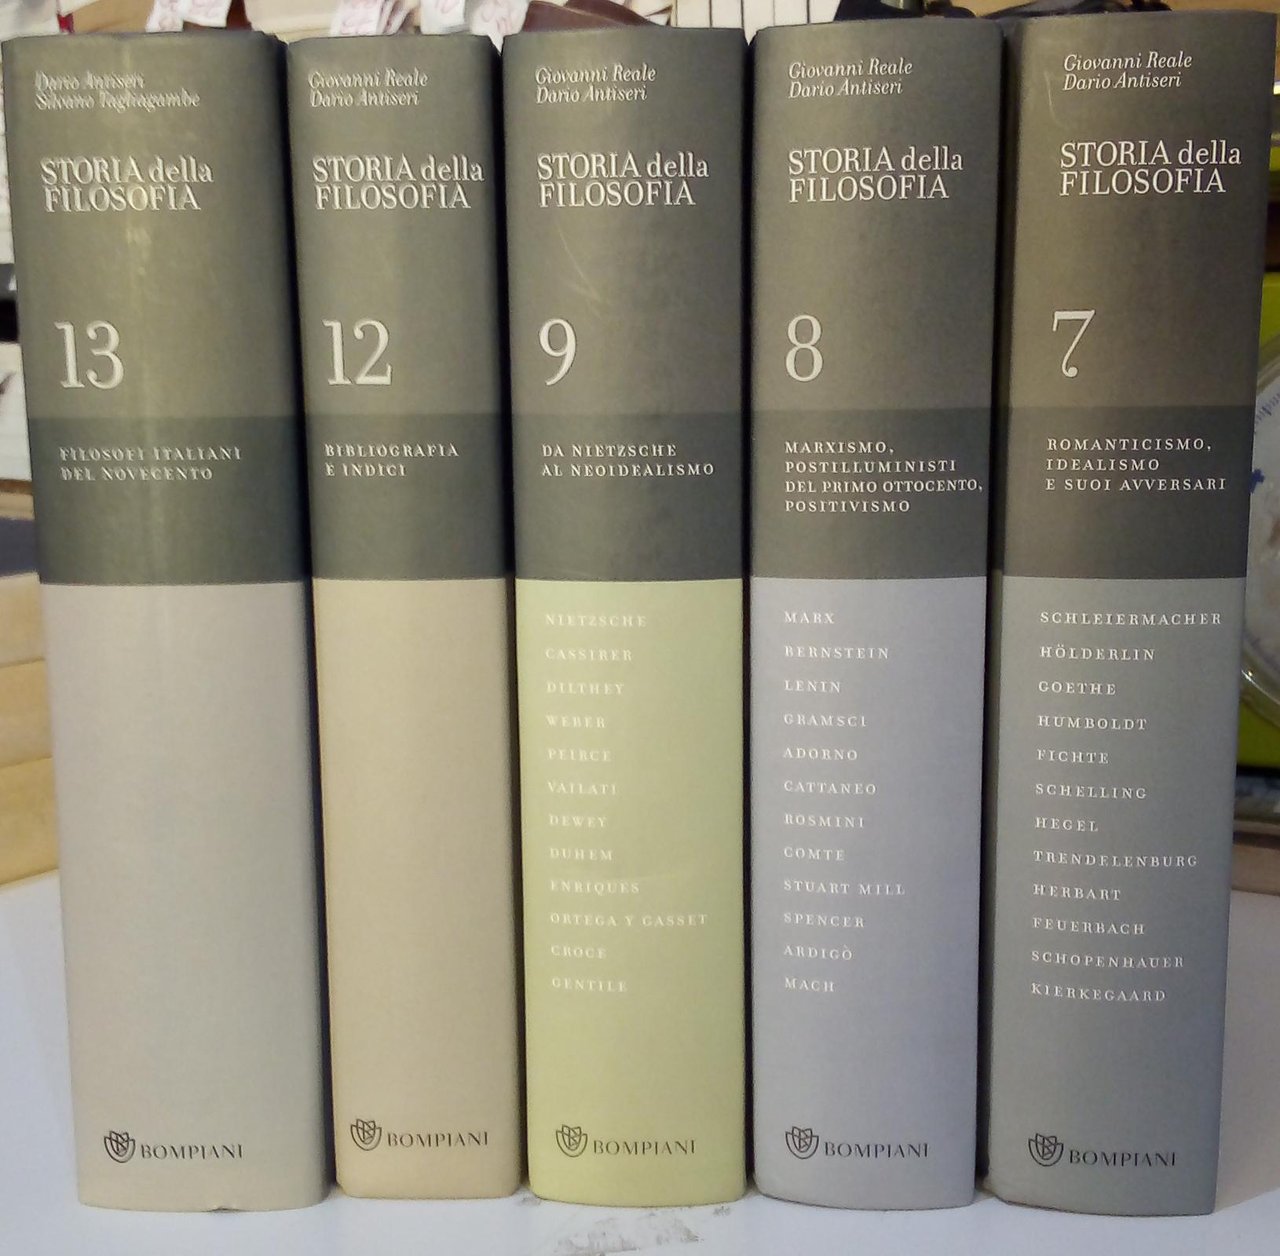 Dario Antiseri
Silvano Tagliagambe
STORIA della
FILOSOFIA
13
FILOSOFI ITALIANI
DEL NOVECENTO
BOMPIANI
Giovanni Reale
Dario Antiseri
STORIA della
FILOSOFIA
12
BIBLIOGRAFIA
E INDICI
BOMPIANI
Giovanni Reale
Dario Antiseri
STORIA della
FILOSOFIA
9
DA NIETZSCHE
AL NEOIDEALISMO
NIETZSCHE
CASSIRER
DILTHEY
WEBER
PEIRCE
VAILATI
DEWEY
DUHEM
ENRIQUES
ORTEGA Y GASSET
CROCE
GENTILE
BOMPIANI
Giovanni Reale
Dario Antiseri
STORIA della
FILOSOFIA
8
MARXISMO,
POSTILLUMINISTI
DEL PRIMO OTTOCENTO,
POSITIVISMO
MARX
BERNSTEIN
LENIN
GRAMSCI
ADORNO
CATTANEO
ROSMINI
COMTE
STUART MILL
SPENCER
ARDIGÒ
MACH
BOMPIANI
Giovanni Reale
Dario Antiseri
STORIA della
FILOSOFIA
7
ROMANTICISMO,
IDEALISMO
E SUOI AVVERSARI
SCHLEIERMACHER
HÖLDERLIN
GOETHE
HUMBOLDT
FICHTE
SCHELLING
HEGEL
TRENDELENBURG
HERBART
FEUERBACH
SCHOPENHAUER
KIERKEGAARD
BOMPIANI